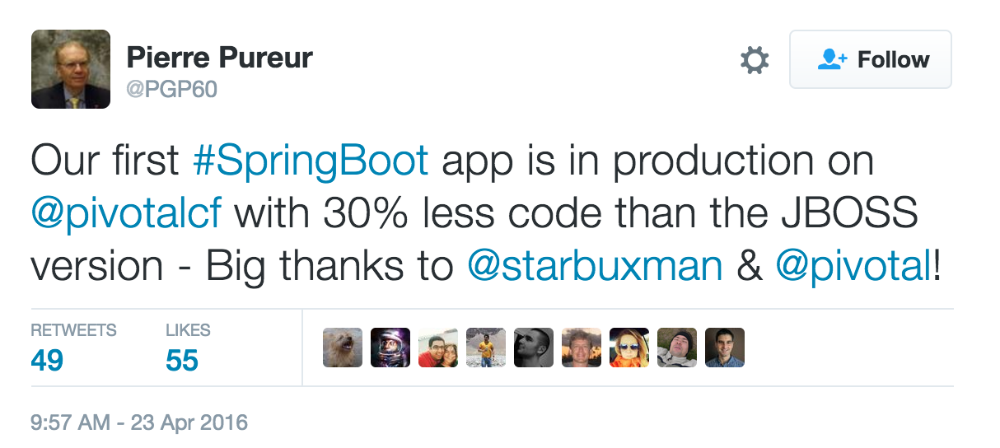 Pierre Pureur
@PGP60
Follow
Our first #SpringBoot app is in production on
@pivotalcf with 30% less code than the JBOSS
version - Big thanks to @starbuxman & @pivotal!
RETWEETS LIKES
49 55
9:57 AM - 23 Apr 2016